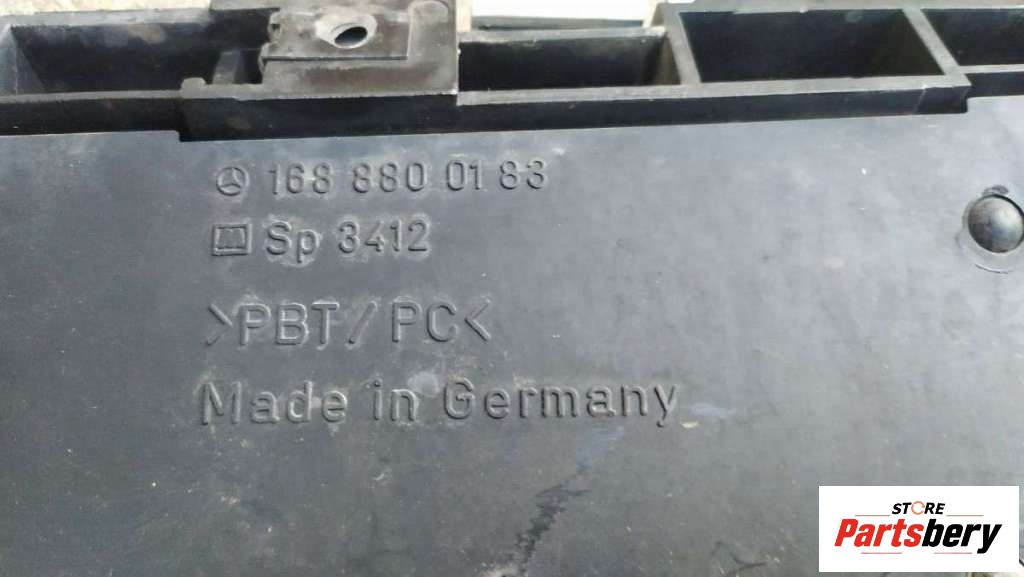 168 880 01 83
Sp 3412
>PBT/PC<
Made in Germany
STORE
Partsbery